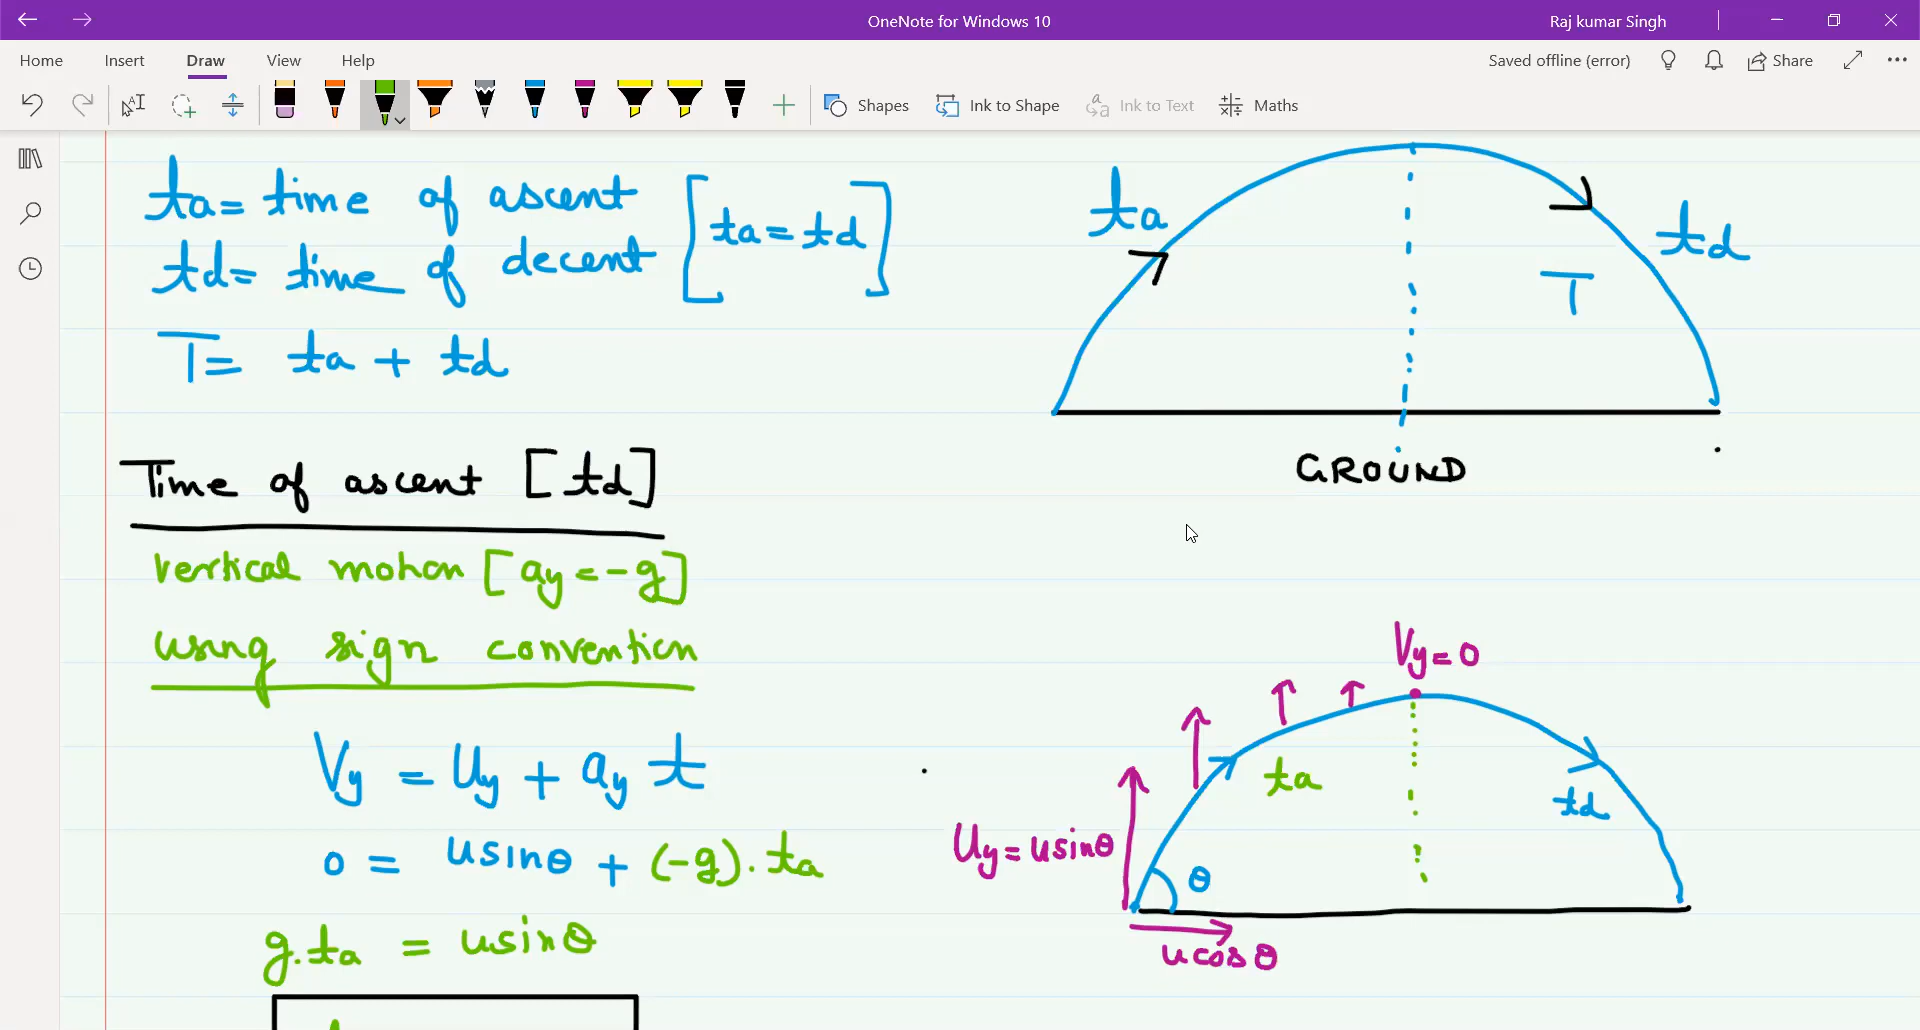 OneNote for Windows 10
Raj kumar Singh
Home Insert Draw View Help
Saved offline (error)
Share
Shapes
Ink to Shape
Ink to Text
Maths
ta = time of ascent
td = time of decent
[ta = td]
T = ta + td
ta
td
T
GROUND
Time of ascent [td]
vertical motion [ay = -g]
using sign convention
Vy = Uy + ay t
0 = usinθ + (-g). ta
g.ta = usinθ
Vy = 0
ta
td
Uy = usinθ
θ
ucosθ